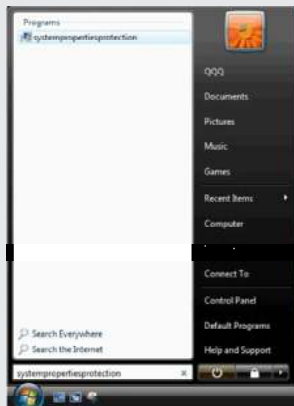 Programs
systempropertiesprotection
QQQ
Documents
Pictures
Music
Games
Recent Items
Computer
Connect To
Control Panel
Default Programs
Help and Support
Search Everywhere
Search the Internet
systempropertiesprotection